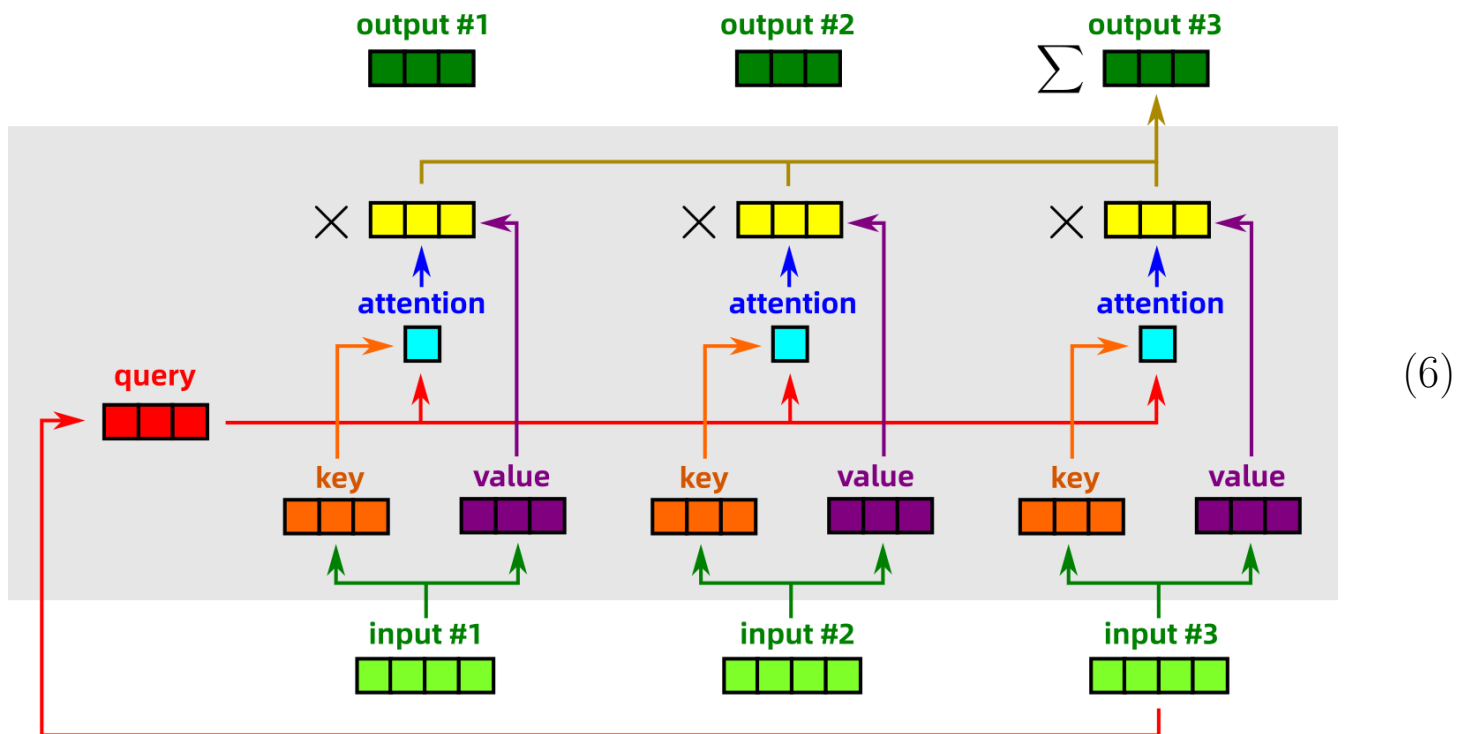 output #1 output #2 output #3
∑
× × ×
attention attention attention
query
(6)
key value key value key value
input #1 input #2 input #3